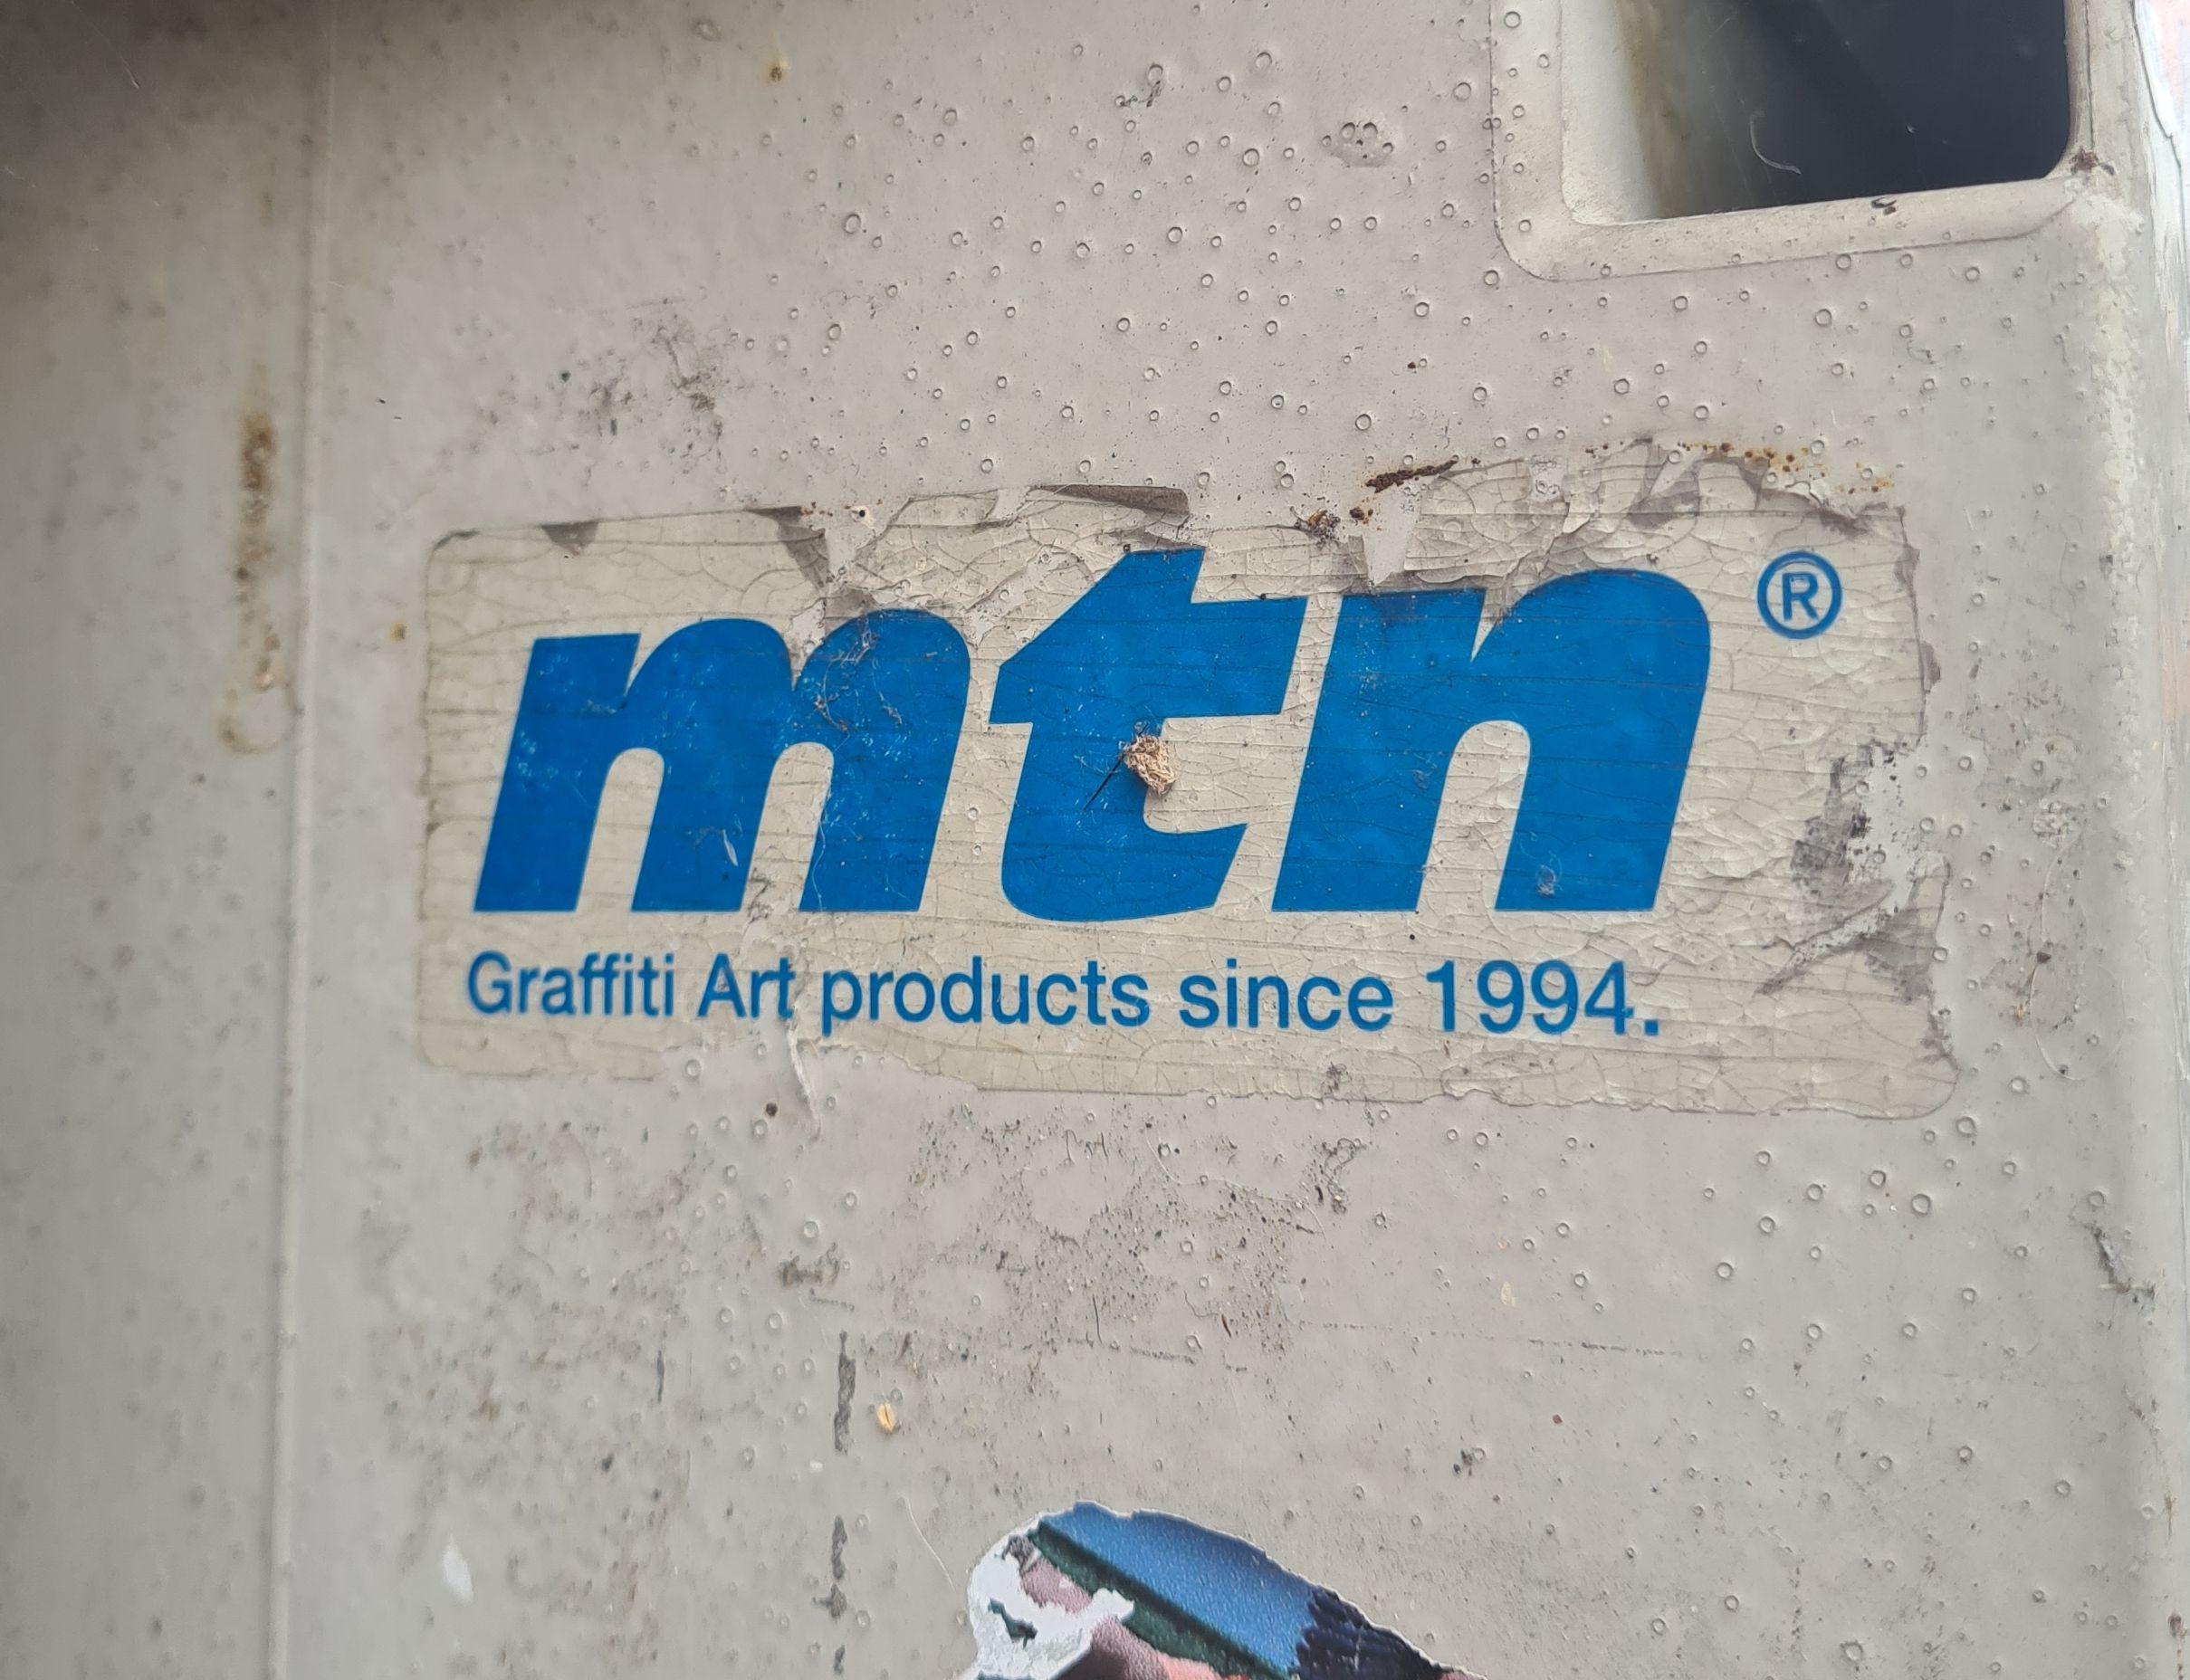 mtn®
Graffiti Art products since 1994.